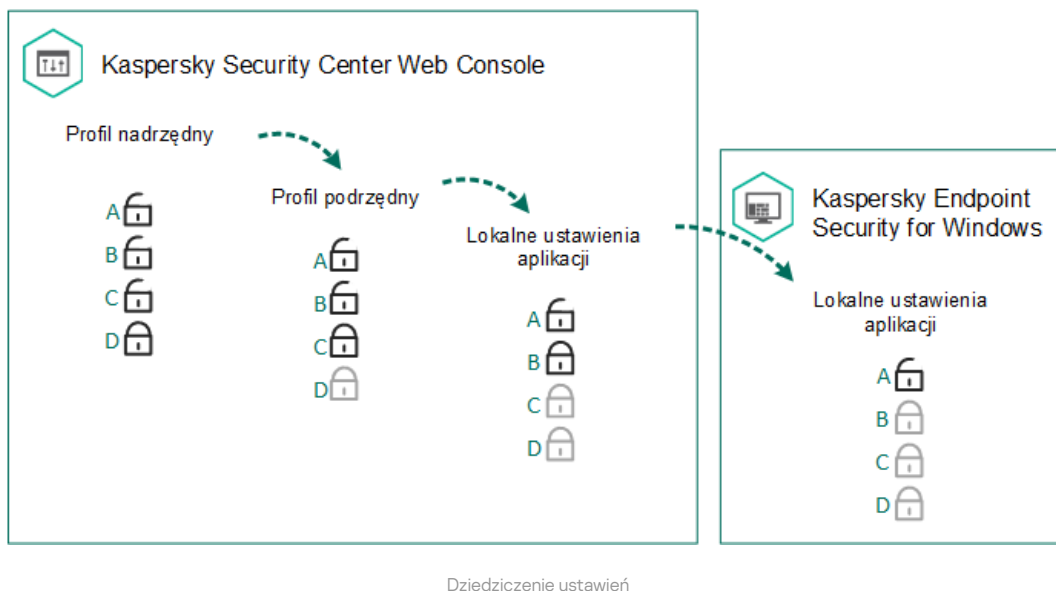 Kaspersky Security Center Web Console
Profil nadrzędny
A
B
C
D
Profil podrzędny
A
B
C
D
Lokalne ustawienia
aplikacji
A
B
C
D
Kaspersky Endpoint
Security for Windows
Lokalne ustawienia
aplikacji
A
B
C
D
Dziedziczenie ustawień